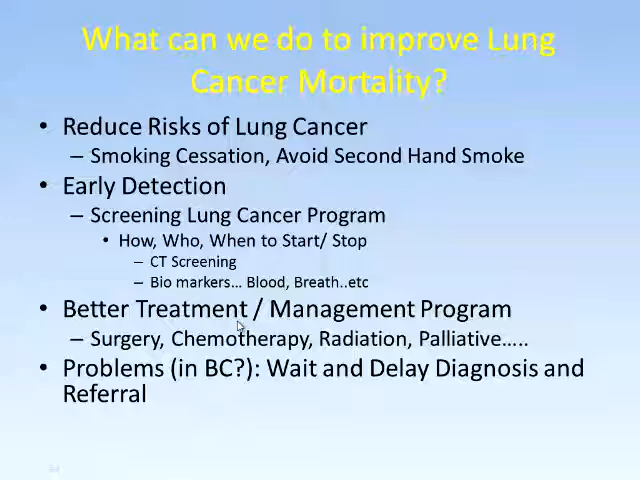 What can we do to improve Lung
Cancer Mortality?
• Reduce Risks of Lung Cancer
– Smoking Cessation, Avoid Second Hand Smoke
• Early Detection
– Screening Lung Cancer Program
• How, Who, When to Start/ Stop
– CT Screening
– Bio markers… Blood, Breath..etc
• Better Treatment / Management Program
– Surgery, Chemotherapy, Radiation, Palliative…..
• Problems (in BC?): Wait and Delay Diagnosis and
Referral